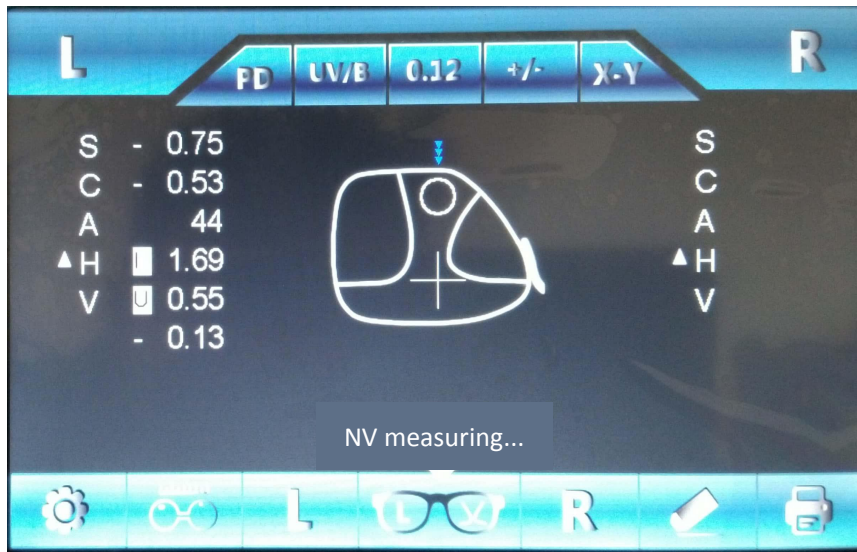 L R
PD UV/B 0.12 +/- X-Y
S - 0.75 S
C - 0.53 C
A 44 A
H I 1.69 H
V U 0.55 V
- 0.13
NV measuring...
L R